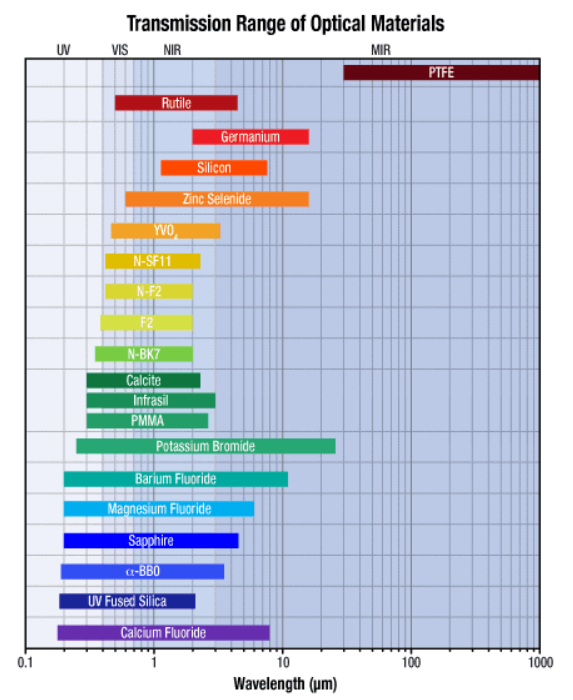 Transmission Range of Optical Materials
UV VIS NIR MIR
PTFE
Rutile
Germanium
Silicon
Zinc Selenide
YVO₄
N-SF11
N-F2
F2
N-BK7
Calcite
Infrasil
PMMA
Potassium Bromide
Barium Fluoride
Magnesium Fluoride
Sapphire
α-BBO
UV Fused Silica
Calcium Fluoride
0.1 1 10 100 1000
Wavelength (µm)